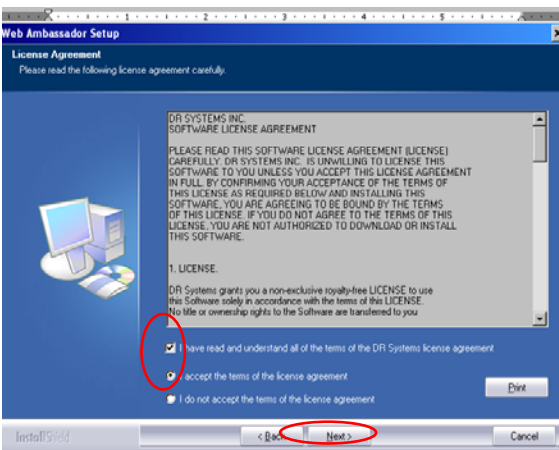 1 2 3 4 5
Web Ambassador Setup
License Agreement
Please read the following license agreement carefully.
DR SYSTEMS INC.
SOFTWARE LICENSE AGREEMENT
PLEASE READ THIS SOFTWARE LICENSE AGREEMENT (LICENSE)
CAREFULLY. DR SYSTEMS INC. IS UNWILLING TO LICENSE THIS
SOFTWARE TO YOU UNLESS YOU ACCEPT THIS LICENSE AGREEMENT
IN FULL. BY CONFIRMING YOUR ACCEPTANCE OF THE TERMS OF
THIS LICENSE AS REQUIRED BELOW AND INSTALLING THIS
SOFTWARE, YOU ARE AGREEING TO BE BOUND BY THE TERMS
OF THIS LICENSE. IF YOU DO NOT AGREE TO THE TERMS OF THIS
LICENSE, YOU ARE NOT AUTHORIZED TO DOWNLOAD OR INSTALL
THIS SOFTWARE.
1. LICENSE.
DR Systems grants you a non-exclusive royalty-free LICENSE to use
this Software solely in accordance with the terms of this LICENSE.
No title or ownership rights to the Software are transferred to you
I have read and understand all of the terms of the DR Systems license agreement
I accept the terms of the license agreement
I do not accept the terms of the license agreement
Print
InstallShield
< Back Next > Cancel